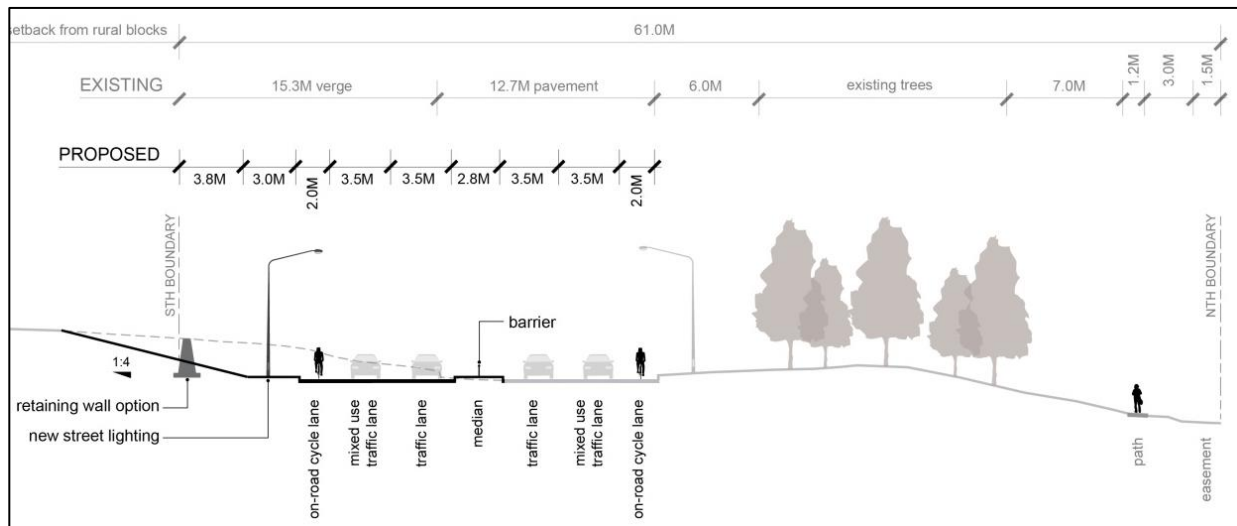 setback from rural blocks
61.0M
EXISTING
15.3M verge
12.7M pavement
6.0M
existing trees
7.0M
1.2M
3.0M
1.5M
PROPOSED
3.8M
3.0M
2.0M
3.5M
3.5M
2.8M
3.5M
3.5M
2.0M
STH BOUNDARY
NTH BOUNDARY
barrier
1:4
retaining wall option
new street lighting
on-road cycle lane
mixed use
traffic lane
traffic lane
median
traffic lane
mixed use
traffic lane
on-road cycle lane
path
easement